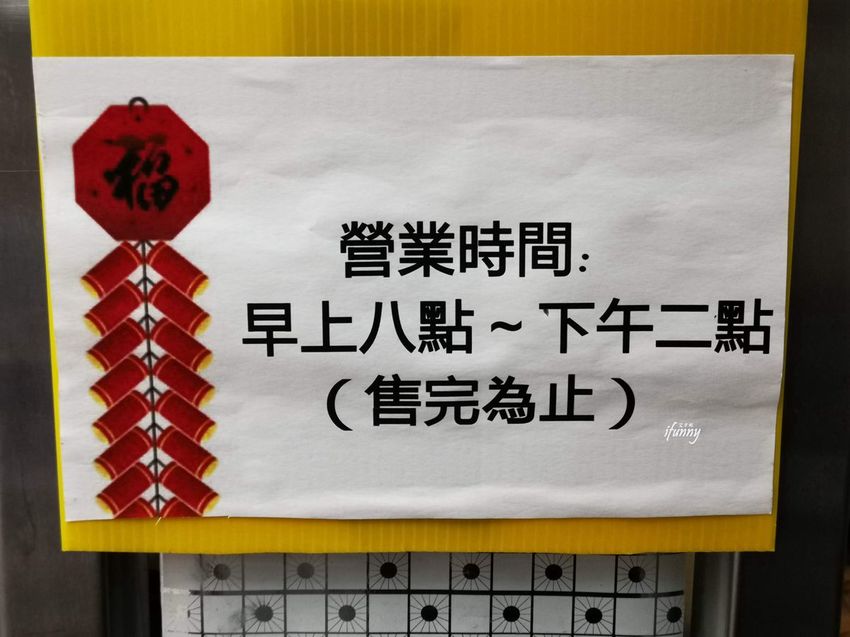 福
營業時間:
早上八點~下午二點
(售完為止)
ifunny